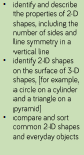 • identify and describe
the properties of 2-D
shapes, including the
number of sides and
line symmetry in a
vertical line
• identify 2-D shapes
on the surface of 3-D
shapes, [for example,
a circle on a cylinder
and a triangle on a
pyramid]
• compare and sort
common 2-D shapes
and everyday objects